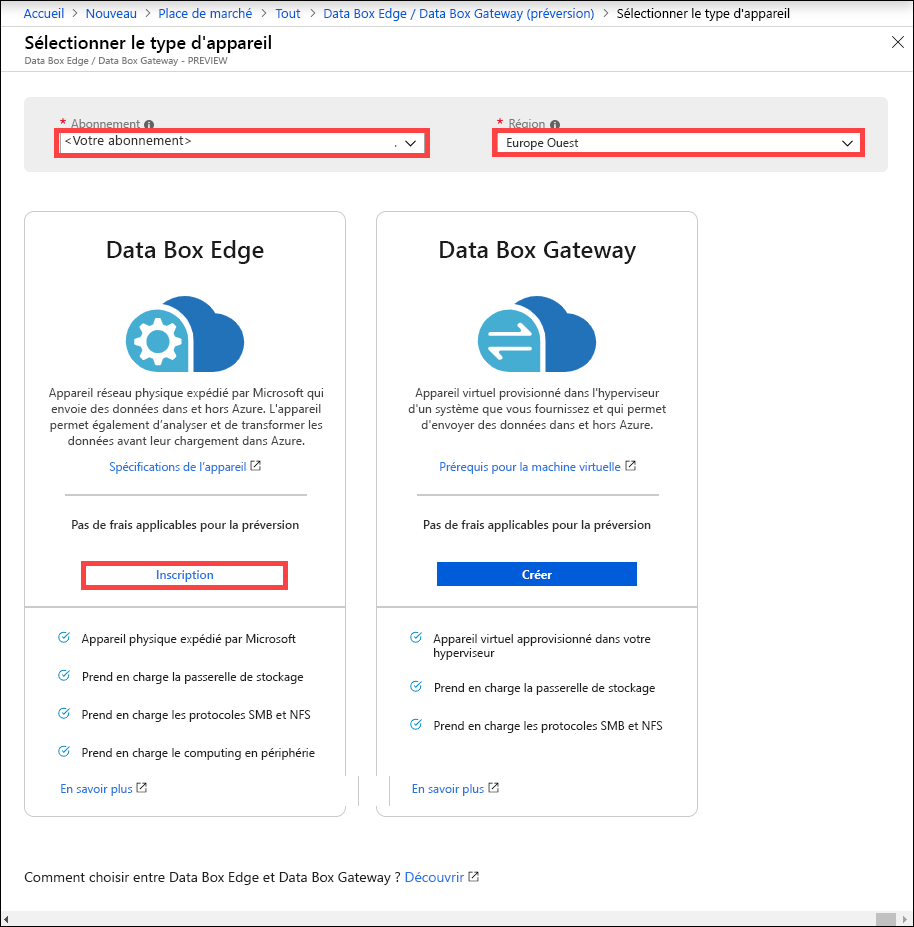 Accueil > Nouveau > Place de marché > Tout > Data Box Edge / Data Box Gateway (préversion) > Sélectionner le type d'appareil
Sélectionner le type d'appareil
Data Box Edge / Data Box Gateway - PREVIEW
* Abonnement
<Votre abonnement>
* Région
Europe Ouest
Data Box Edge
Appareil réseau physique expédié par Microsoft qui
envoie des données dans et hors Azure. L'appareil
permet également d'analyser et de transformer les
données avant leur chargement dans Azure.
Spécifications de l'appareil
Pas de frais applicables pour la préversion
Inscription
Appareil physique expédié par Microsoft
Prend en charge la passerelle de stockage
Prend en charge les protocoles SMB et NFS
Prend en charge le computing en périphérie
En savoir plus
Data Box Gateway
Appareil virtuel provisionné dans l'hyperviseur
d'un système que vous fournissez et qui permet
d'envoyer des données dans et hors Azure.
Prérequis pour la machine virtuelle
Pas de frais applicables pour la préversion
Créer
Appareil virtuel approvisionné dans votre
hyperviseur
Prend en charge la passerelle de stockage
Prend en charge les protocoles SMB et NFS
En savoir plus
Comment choisir entre Data Box Edge et Data Box Gateway ? Découvrir